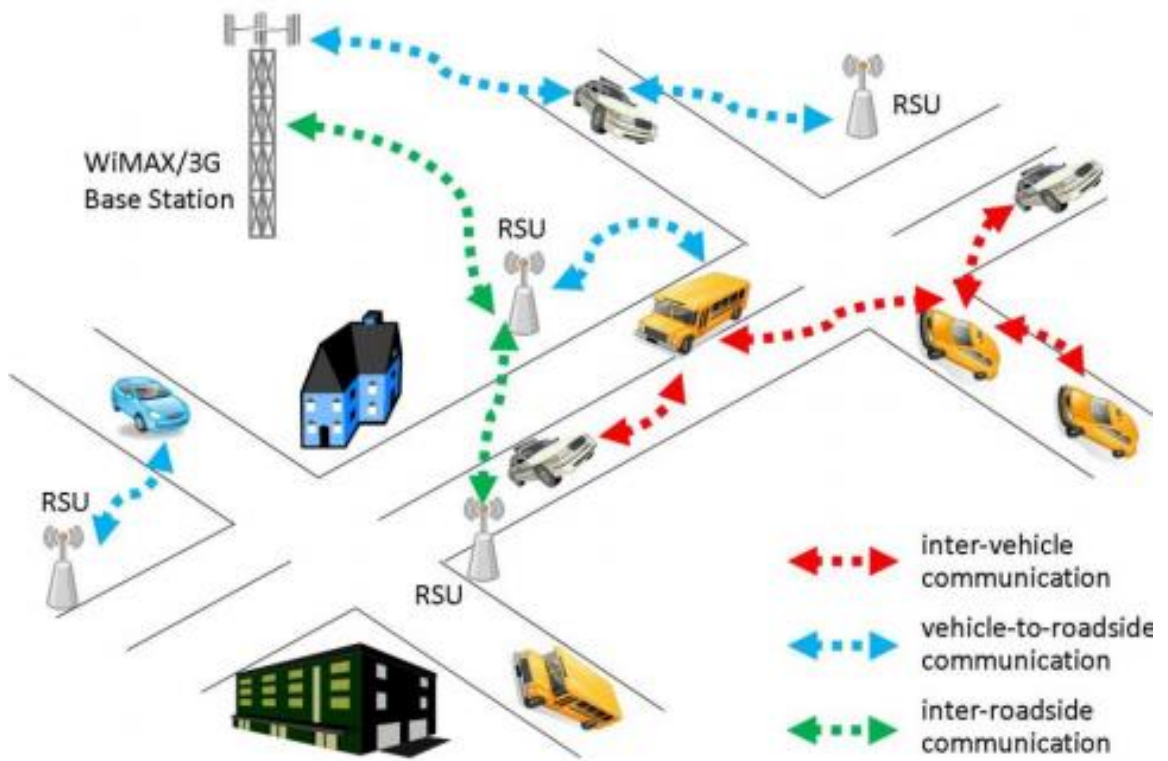 RSU
WiMAX/3G
Base Station
RSU
RSU
RSU
inter-vehicle
communication
vehicle-to-roadside
communication
inter-roadside
communication